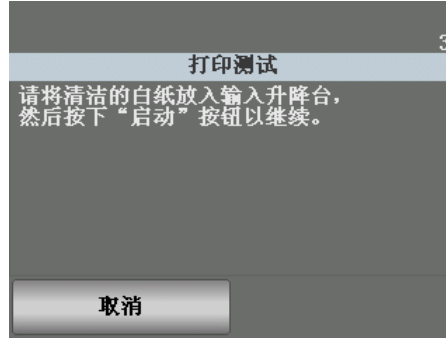 3
打印测试
请将清洁的白纸放入输入升降台，
然后按下“启动”按钮以继续。
取消